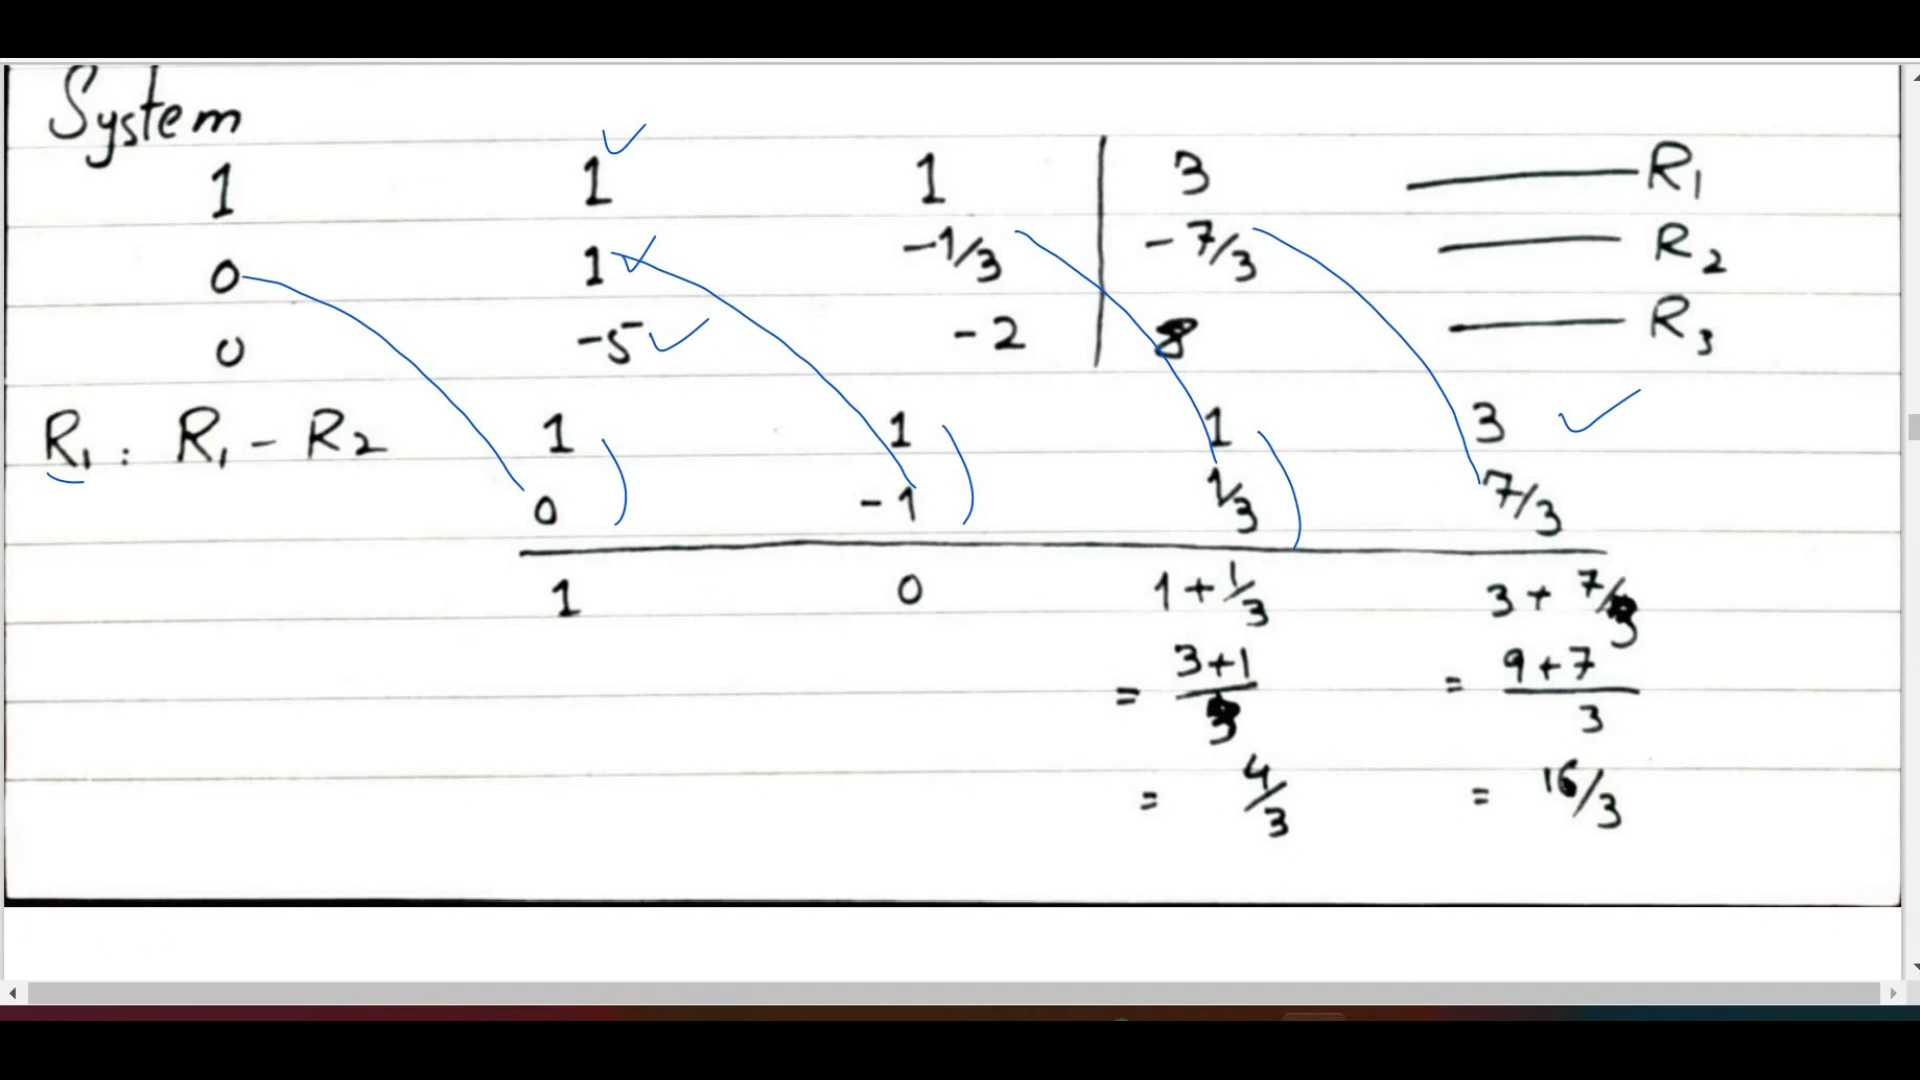 System
1 1 1 | 3 — R1
0 1 -1/3 | -7/3 — R2
0 -5 -2 | 8 — R3
R1 : R1 - R2 1 1 1 3
0 -1 1/3 7/3
1 0 1 + 1/3 3 + 7/3
= 3+1/3 = 9+7/3
= 4/3 = 16/3